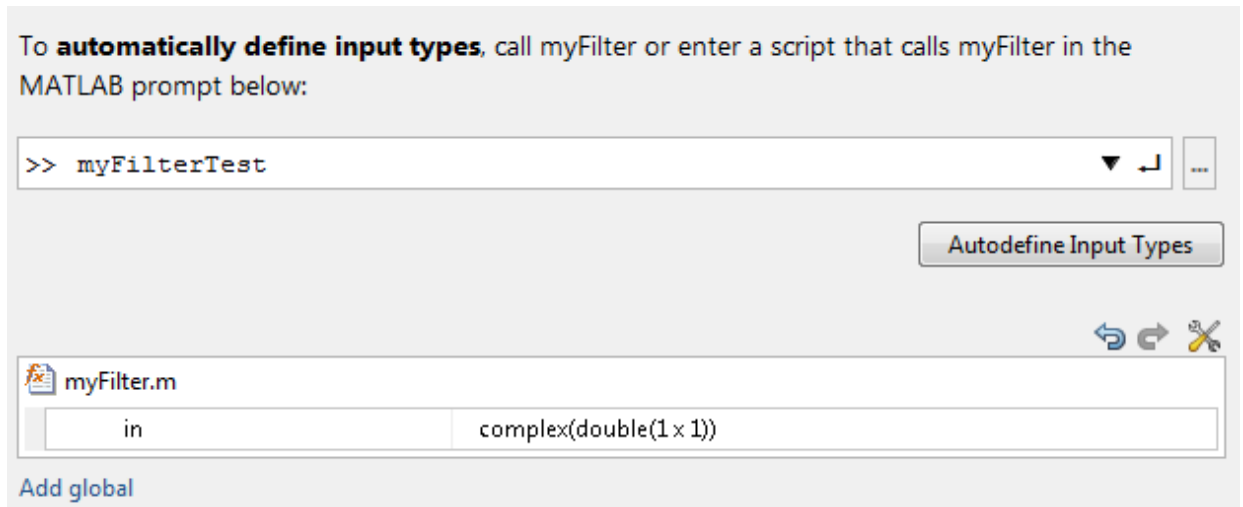 To automatically define input types, call myFilter or enter a script that calls myFilter in the
MATLAB prompt below:
>> myFilterTest
...
Autodefine Input Types
myFilter.m
in complex(double(1 x 1))
Add global